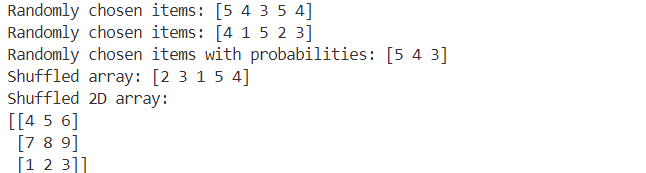 Randomly chosen items: [5 4 3 5 4]
Randomly chosen items: [4 1 5 2 3]
Randomly chosen items with probabilities: [5 4 3]
Shuffled array: [2 3 1 5 4]
Shuffled 2D array:
[[4 5 6]
 [7 8 9]
 [1 2 3]]